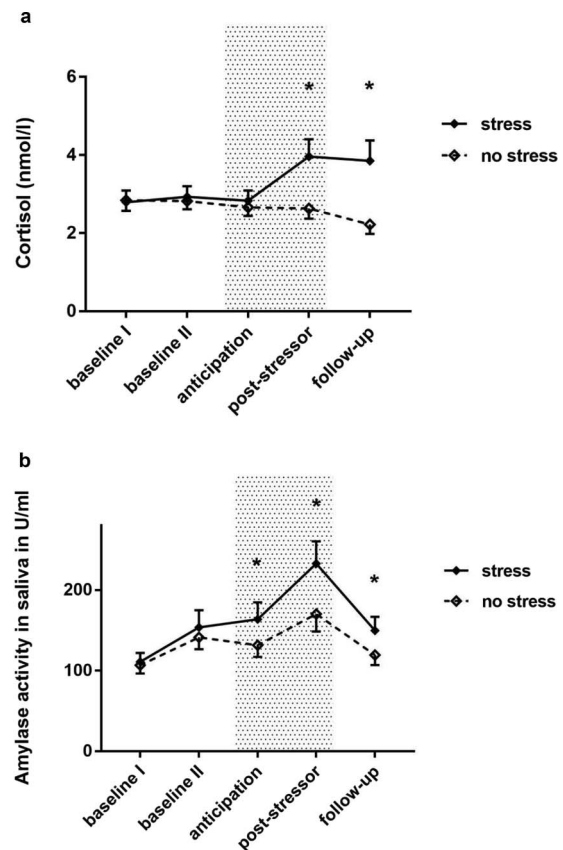 a
Cortisol (nmol/l)
6
4
2
0
* *
stress
no stress
baseline I
baseline II
anticipation
post-stressor
follow-up
b
Amylase activity in saliva in U/ml
200
100
0
* * *
stress
no stress
baseline I
baseline II
anticipation
post-stressor
follow-up